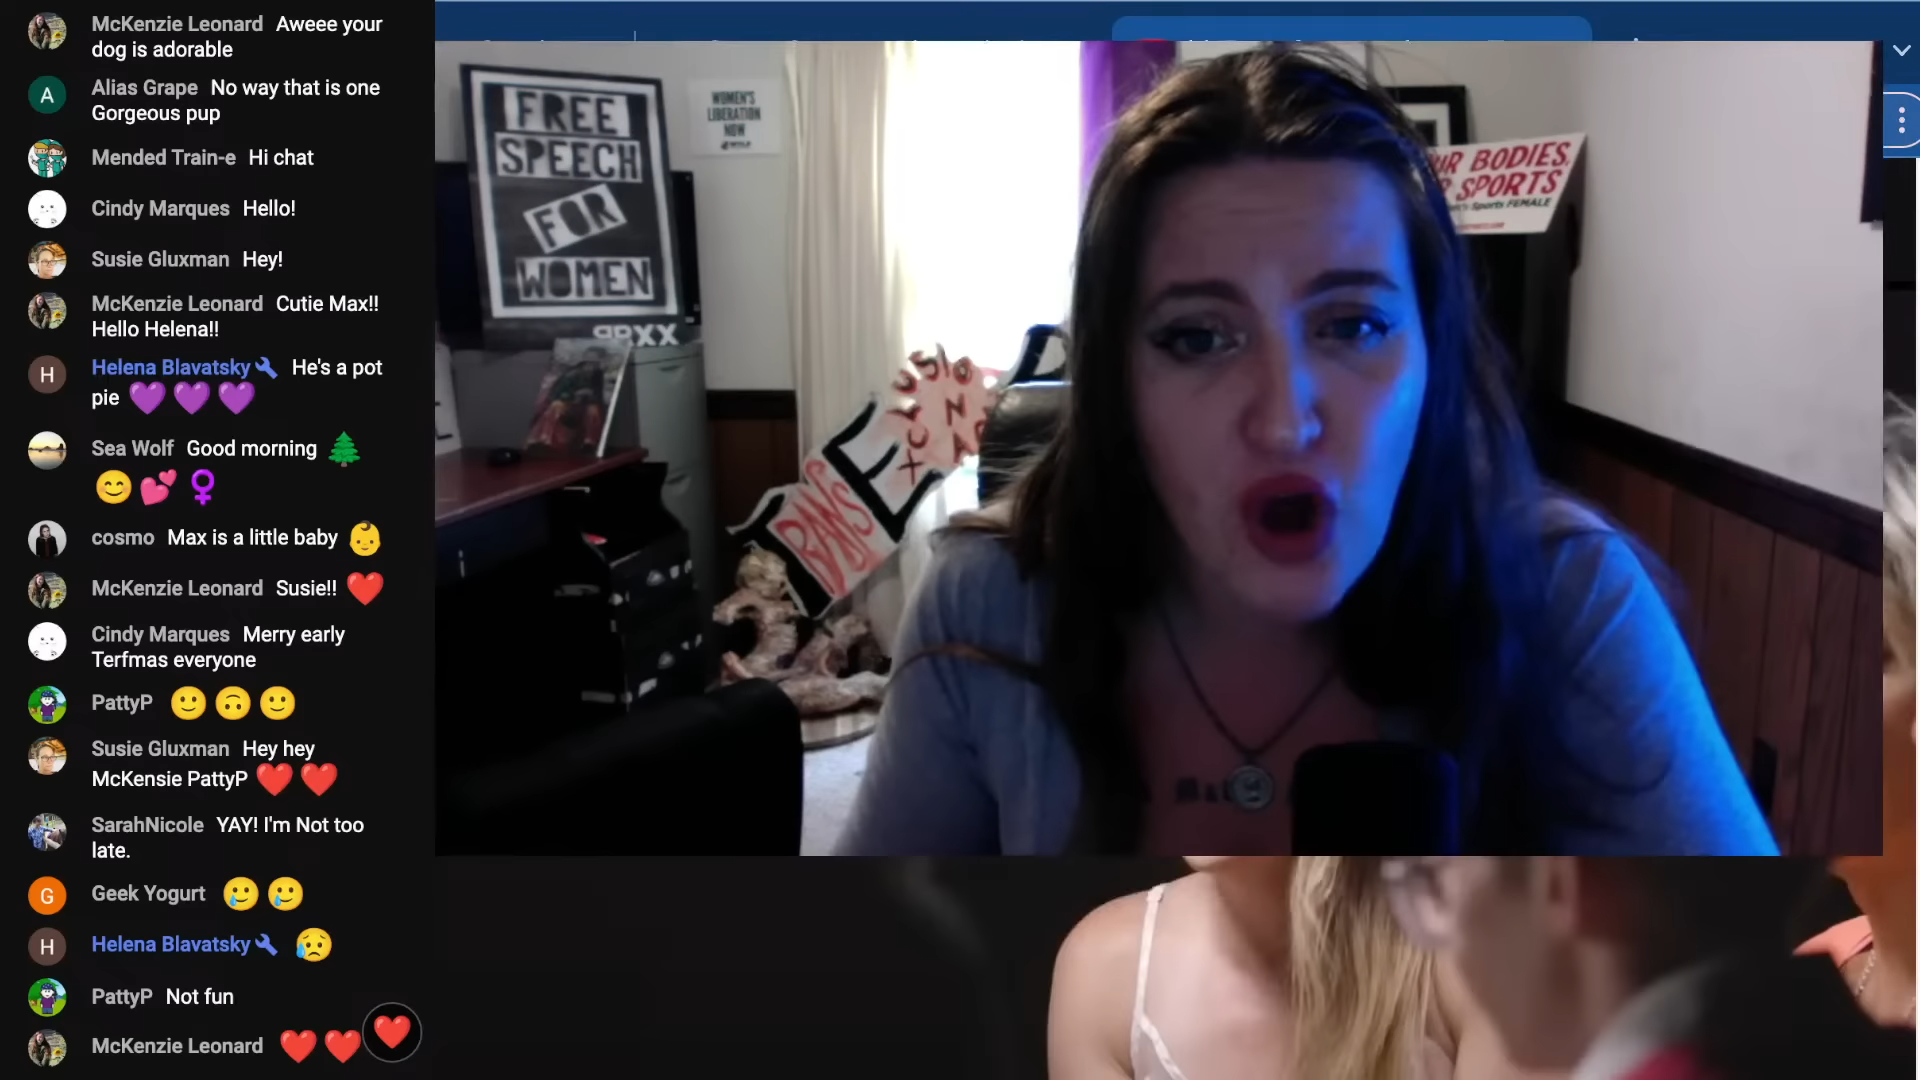 McKenzie Leonard Aweee your
dog is adorable
A
Alias Grape No way that is one
Gorgeous pup
Mended Train-e Hi chat
Cindy Marques Hello!
Susie Gluxman Hey!
McKenzie Leonard Cutie Max!!
Hello Helena!!
H
Helena Blavatsky He's a pot
pie 💜💜💜
Sea Wolf Good morning 🌲
😊💕♀
cosmo Max is a little baby 👶
McKenzie Leonard Susie!! ❤️
Cindy Marques Merry early
Terfmas everyone
PattyP 🙂🙃🙂
Susie Gluxman Hey hey
McKensie PattyP ❤️❤️
SarahNicole YAY! I'm Not too
late.
G
Geek Yogurt 🥲🥲
H
Helena Blavatsky 😥
PattyP Not fun
McKenzie Leonard ❤️❤️❤️
FREE
SPEECH
FOR
WOMEN
WOMEN'S
LIBERATION
NOW
UR BODIES,
SPORTS
Sports FEMALE
BANS
E